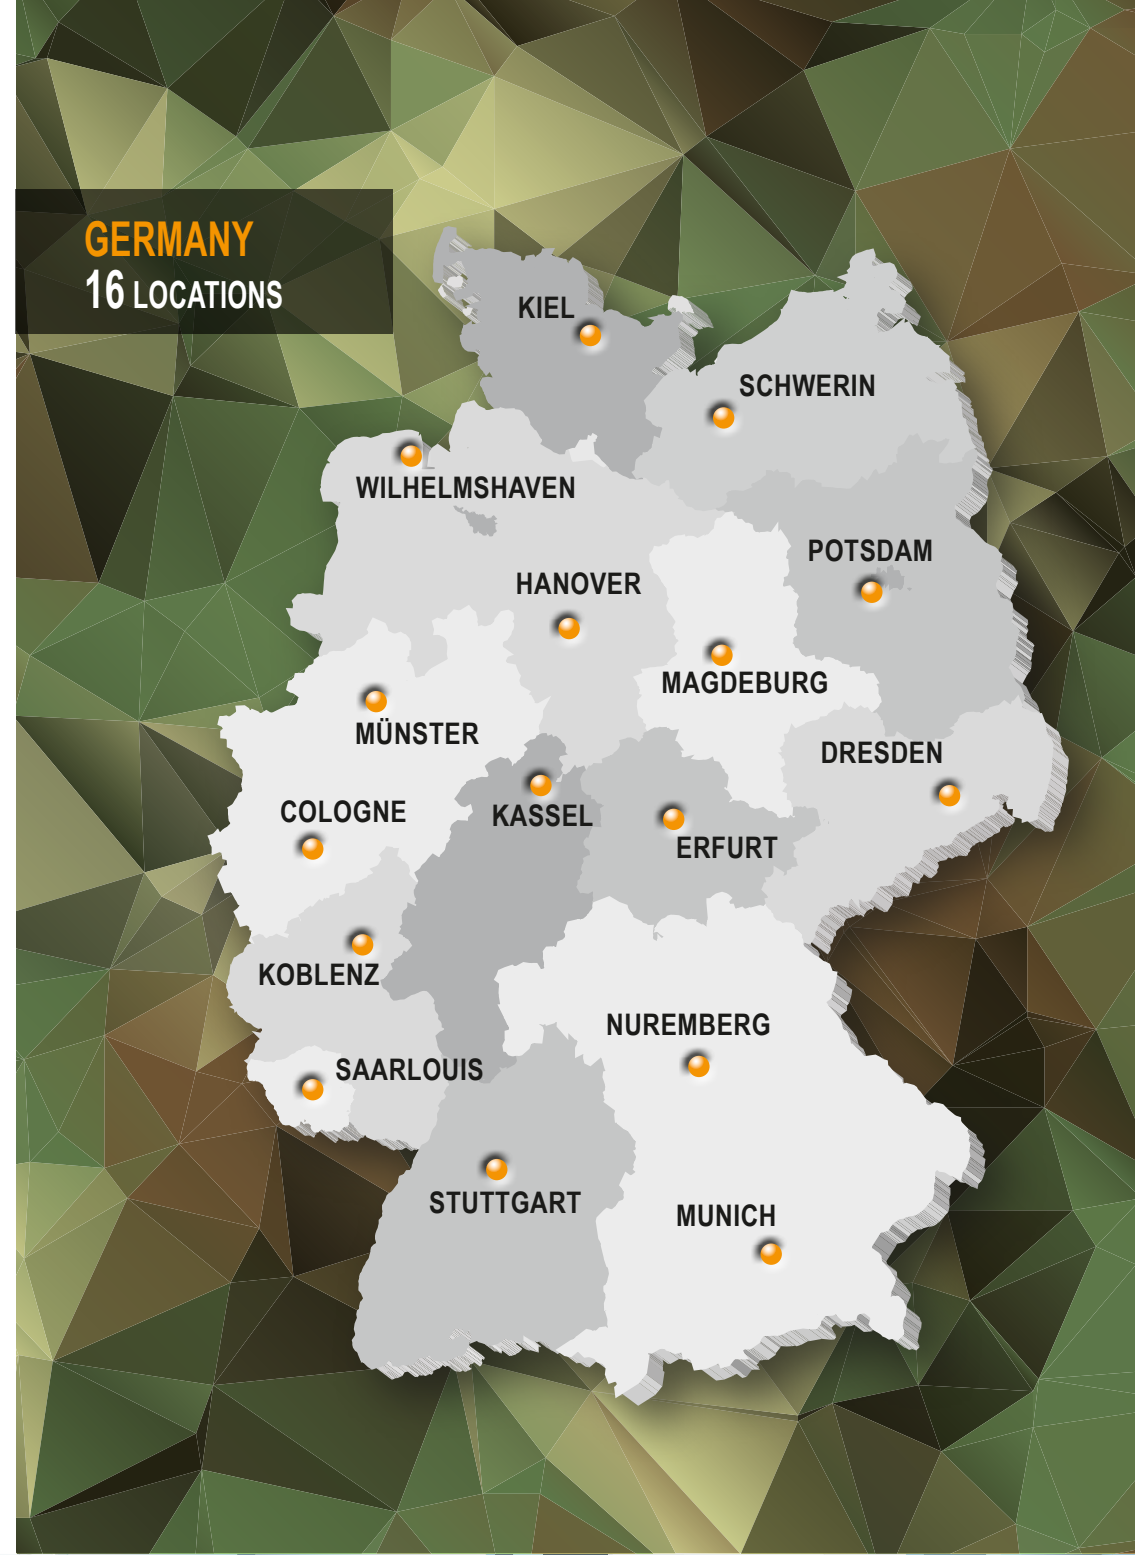 GERMANY
16 LOCATIONS
KIEL
SCHWERIN
WILHELMSHAVEN
POTSDAM
HANOVER
MAGDEBURG
MÜNSTER
DRESDEN
COLOGNE
KASSEL
ERFURT
KOBLENZ
NUREMBERG
SAARLOUIS
STUTTGART
MUNICH